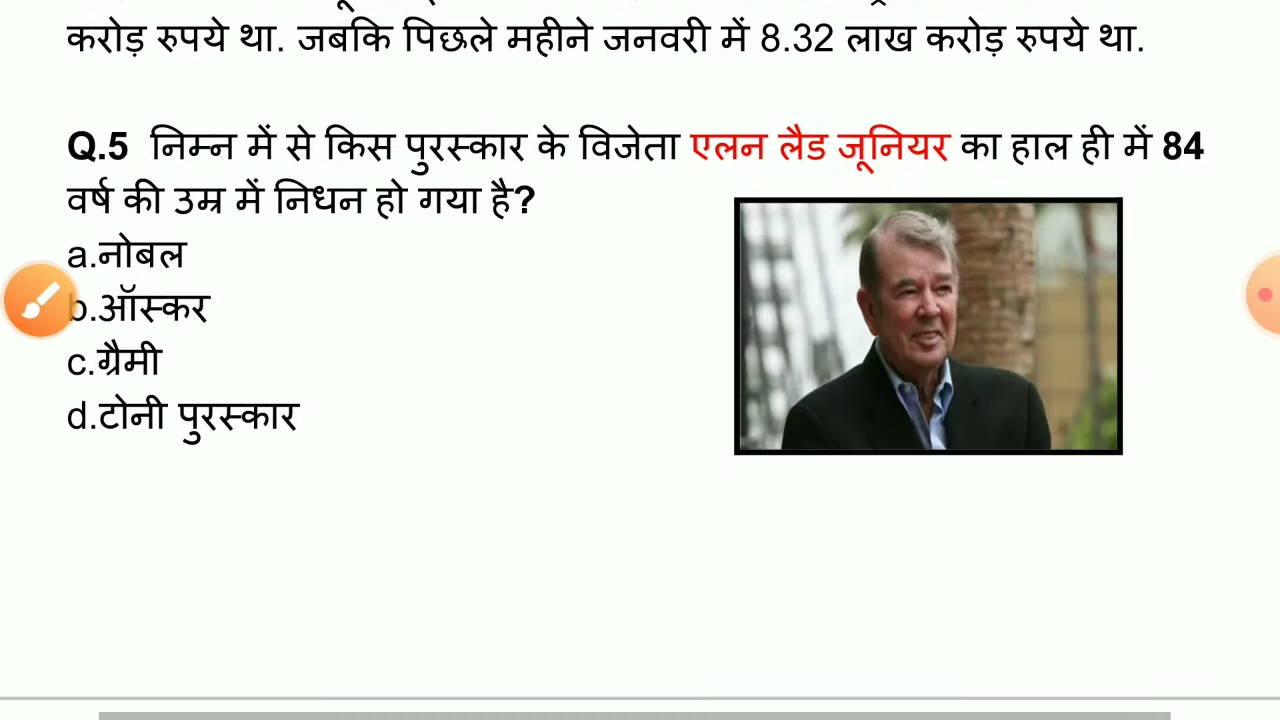 करोड़ रुपये था. जबकि पिछले महीने जनवरी में 8.32 लाख करोड़ रुपये था.
Q.5 निम्न में से किस पुरस्कार के विजेता एलन लैड जूनियर का हाल ही में 84
वर्ष की उम्र में निधन हो गया है?
a.नोबल
b.ऑस्कर
c.ग्रैमी
d.टोनी पुरस्कार